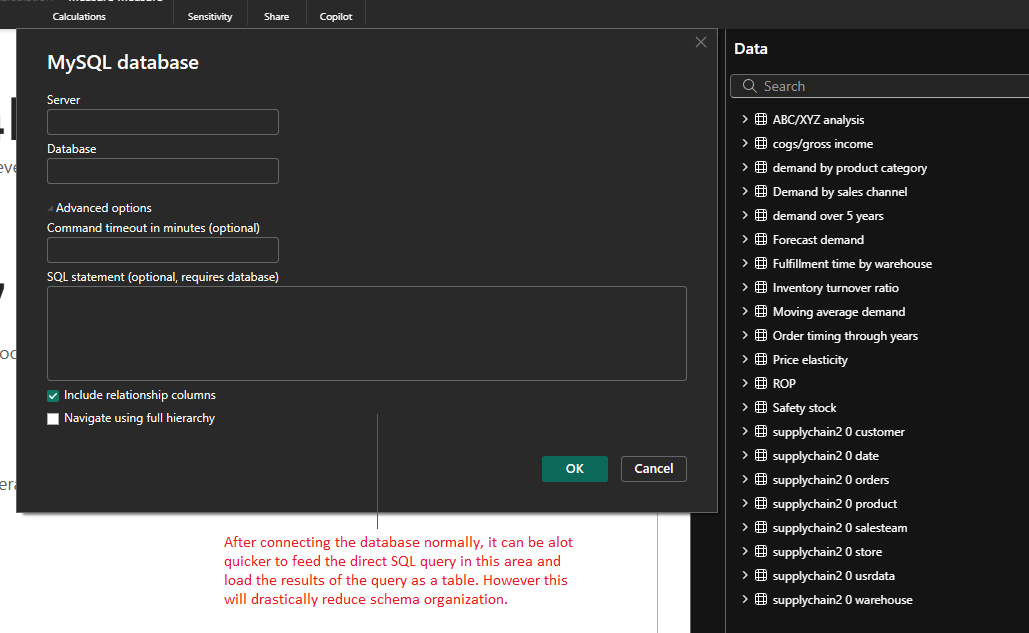 Calculations
Sensitivity
Share
Copilot
MySQL database
Server
Database
Advanced options
Command timeout in minutes (optional)
SQL statement (optional, requires database)
Include relationship columns
Navigate using full hierarchy
OK
Cancel
After connecting the database normally, it can be alot
quicker to feed the direct SQL query in this area and
load the results of the query as a table. However this
will drastically reduce schema organization.
Data
Search
ABC/XYZ analysis
cogs/gross income
demand by product category
Demand by sales channel
demand over 5 years
Forecast demand
Fulfillment time by warehouse
Inventory turnover ratio
Moving average demand
Order timing through years
Price elasticity
ROP
Safety stock
supplychain2 0 customer
supplychain2 0 date
supplychain2 0 orders
supplychain2 0 product
supplychain2 0 salesteam
supplychain2 0 store
supplychain2 0 usrdata
supplychain2 0 warehouse